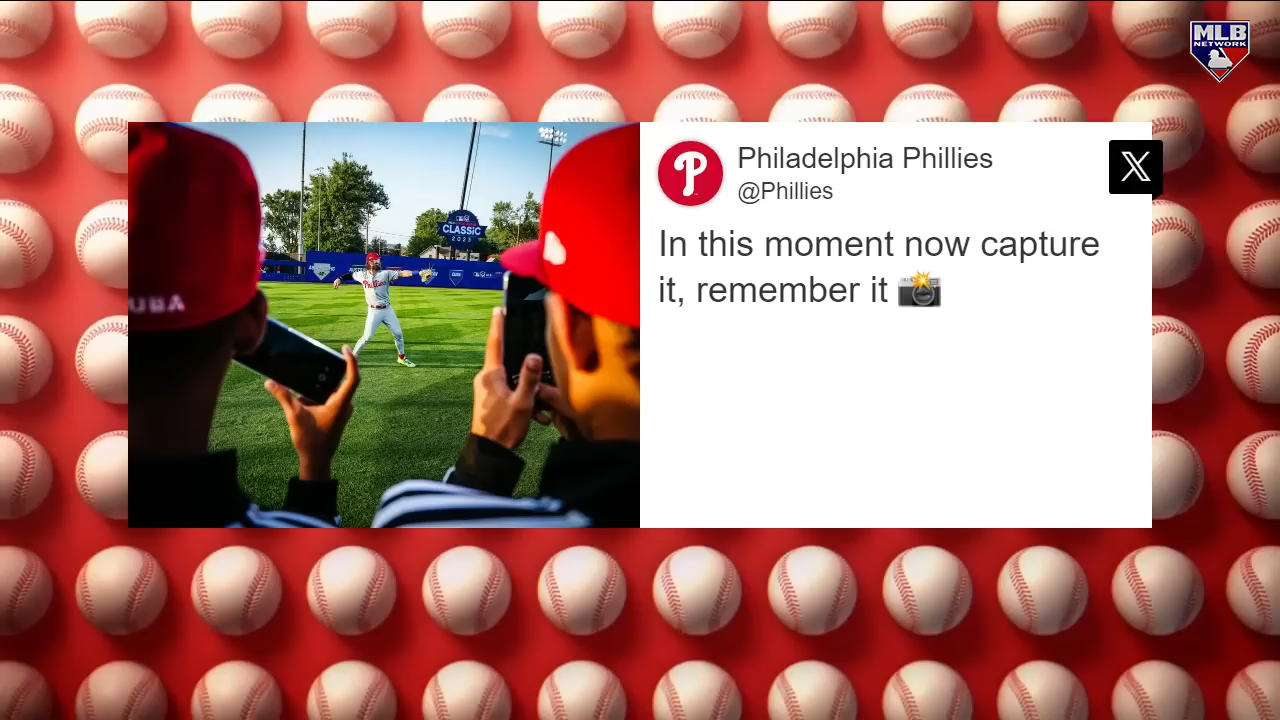 MLB
NETWORK
Philadelphia Phillies
@Phillies
In this moment now capture
it, remember it 📸
CLASSIC
2023
Phillies
UBA